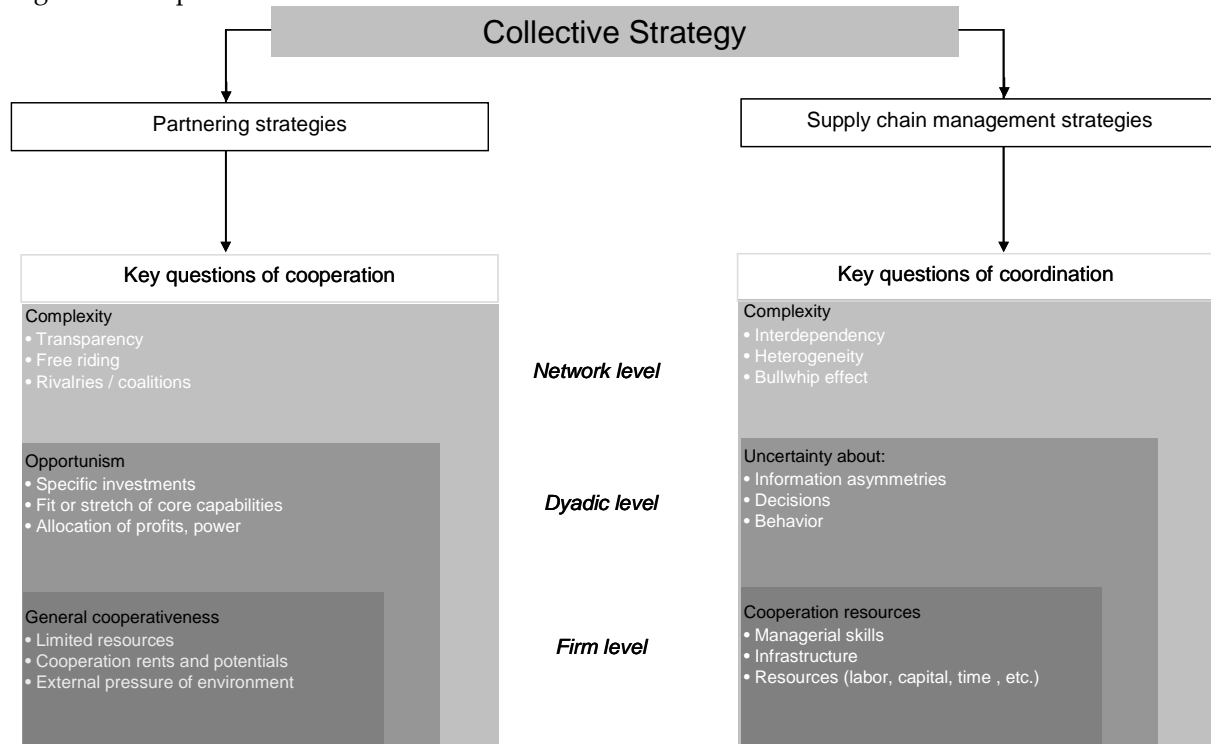 Collective Strategy
Partnering strategies
Supply chain management strategies
Key questions of cooperation
Key questions of coordination
Complexity
• Transparency
• Free riding
• Rivalries / coalitions
Network level
Complexity
• Interdependency
• Heterogeneity
• Bullwhip effect
Opportunism
• Specific investments
• Fit or stretch of core capabilities
• Allocation of profits, power
Dyadic level
Uncertainty about:
• Information asymmetries
• Decisions
• Behavior
General cooperativeness
• Limited resources
• Cooperation rents and potentials
• External pressure of environment
Firm level
Cooperation resources
• Managerial skills
• Infrastructure
• Resources (labor, capital, time , etc.)